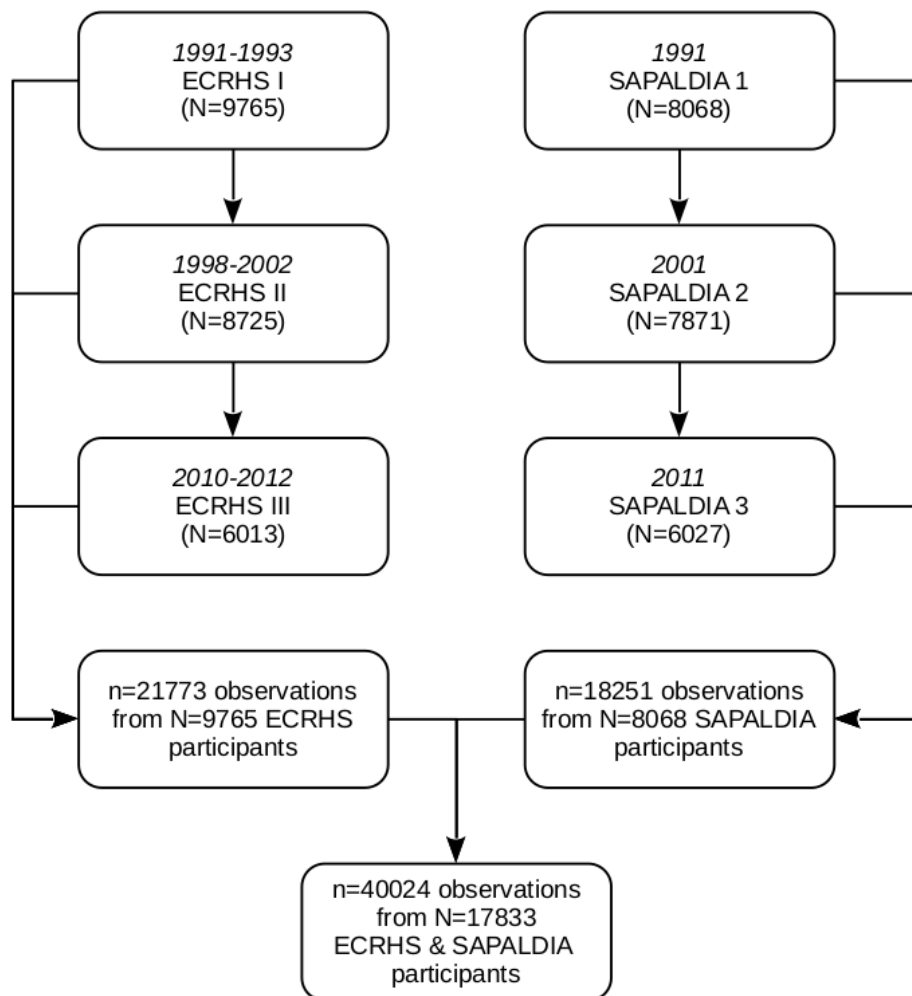 1991-1993
ECRHS I
(N=9765)
1991
SAPALDIA 1
(N=8068)
1998-2002
ECRHS II
(N=8725)
2001
SAPALDIA 2
(N=7871)
2010-2012
ECRHS III
(N=6013)
2011
SAPALDIA 3
(N=6027)
n=21773 observations
from N=9765 ECRHS
participants
n=18251 observations
from N=8068 SAPALDIA
participants
n=40024 observations
from N=17833
ECRHS & SAPALDIA
participants